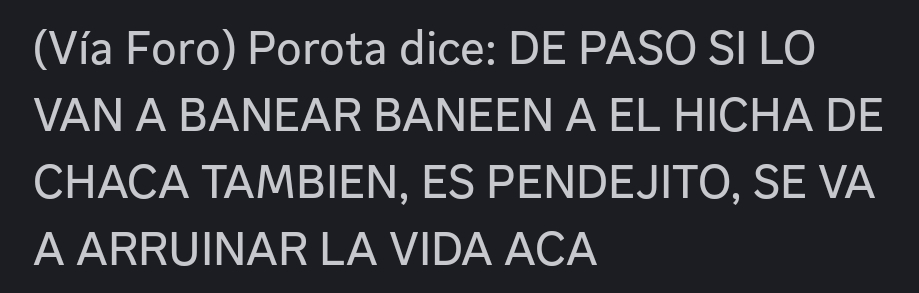 (Vía Foro) Porota dice: DE PASO SI LO
VAN A BANEAR BANEEN A EL HICHA DE
CHACA TAMBIEN, ES PENDEJITO, SE VA
A ARRUINAR LA VIDA ACA